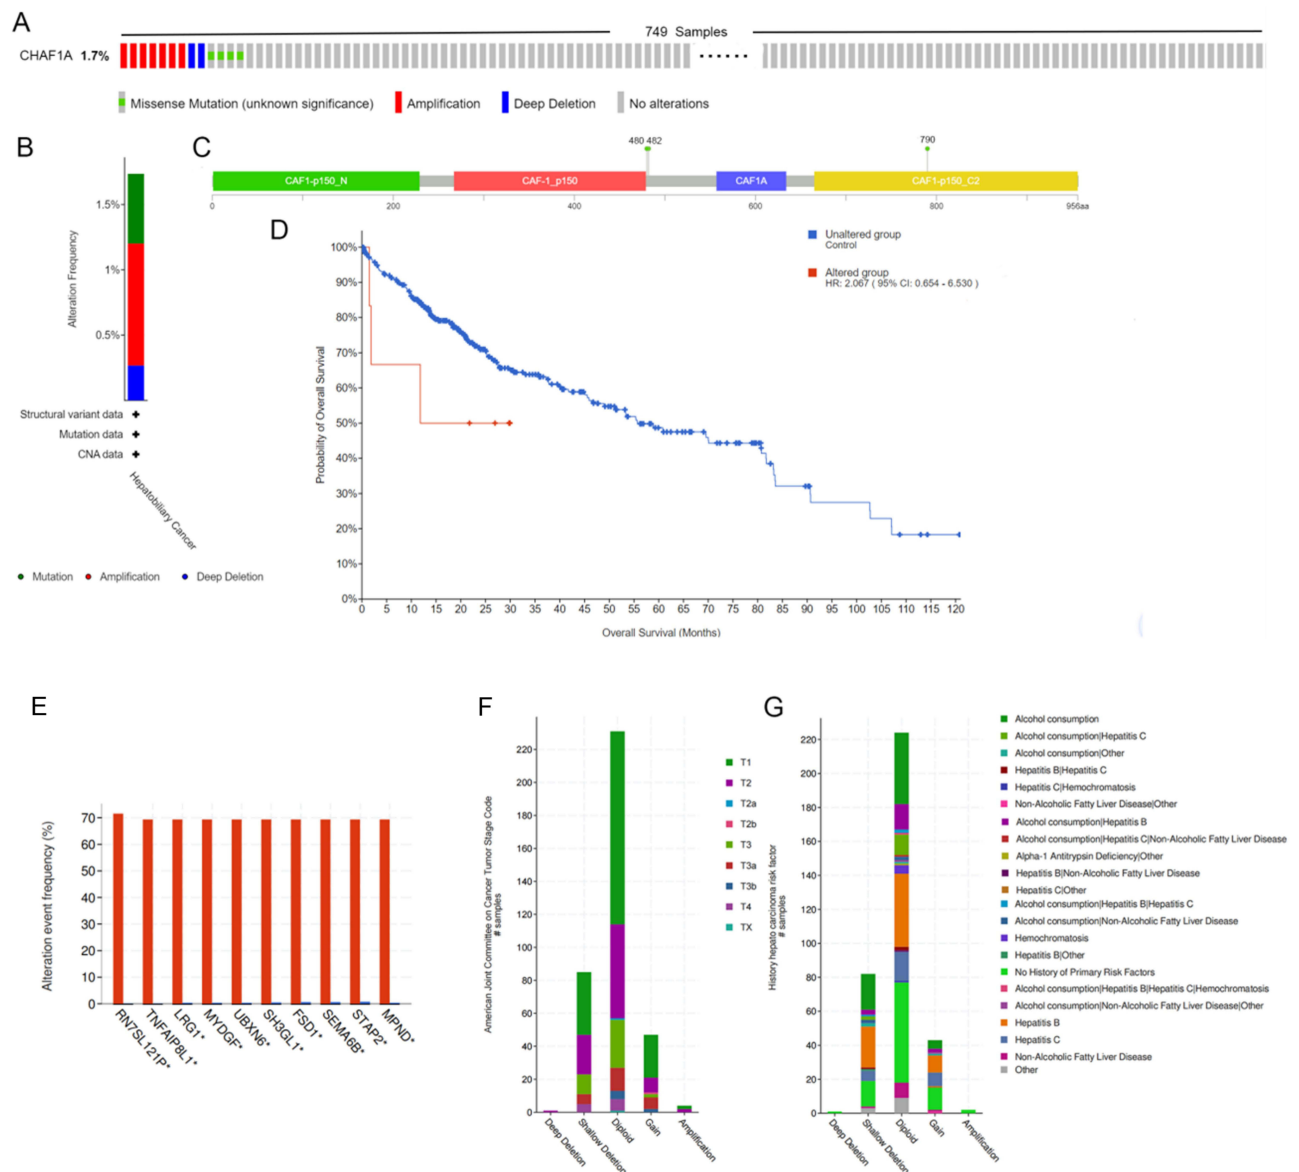 A
749 Samples
CHAF1A 1.7%
Missense Mutation (unknown significance) Amplification Deep Deletion No alterations
B
Alteration Frequency
1.5%
1%
0.5%
Structural variant data
Mutation data
CNA data
Hepatobiliary Cancer
Mutation Amplification Deep Deletion
C
480 482 790
CAF1-p150_N CAF-1_p150 CAF1A CAF1-p150_C2
0 200 400 600 800 956aa
D
Unaltered group
Control
Altered group
HR: 2.067 ( 95% CI: 0.654 - 6.530 )
Probability of Overall Survival
100%
90%
80%
70%
60%
50%
40%
30%
20%
10%
0%
0 5 10 15 20 25 30 35 40 45 50 55 60 65 70 75 80 85 90 95 100 105 110 115 120
Overall Survival (Months)
E
Alteration event frequency (%)
70
60
50
40
30
20
10
0
RN7SL121P*
TNFAIP8L1*
LRG1*
MYDGF*
UBXN6*
SH3GL1*
FSD1*
SEMA6B*
STAP2*
MPND*
F
American Joint Committee on Cancer Tumor Stage Code
# samples
220
200
180
160
140
120
100
80
60
40
20
0
Deep Deletion
Shallow Deletion
Diploid
Gain
Amplification
T1
T2
T2a
T2b
T3
T3a
T3b
T4
TX
G
History hepato carcinoma risk factor
# samples
220
200
180
160
140
120
100
80
60
40
20
0
Deep Deletion
Shallow Deletion
Diploid
Gain
Amplification
Alcohol consumption
Alcohol consumption|Hepatitis C
Alcohol consumption|Other
Hepatitis B|Hepatitis C
Hepatitis C|Hemochromatosis
Non-Alcoholic Fatty Liver Disease|Other
Alcohol consumption|Hepatitis B
Alcohol consumption|Hepatitis C|Non-Alcoholic Fatty Liver Disease
Alpha-1 Antitrypsin Deficiency|Other
Hepatitis B|Non-Alcoholic Fatty Liver Disease
Hepatitis C|Other
Alcohol consumption|Hepatitis B|Hepatitis C
Alcohol consumption|Non-Alcoholic Fatty Liver Disease
Hemochromatosis
Hepatitis B|Other
No History of Primary Risk Factors
Alcohol consumption|Hepatitis B|Hepatitis C|Hemochromatosis
Alcohol consumption|Non-Alcoholic Fatty Liver Disease|Other
Hepatitis B
Hepatitis C
Non-Alcoholic Fatty Liver Disease
Other